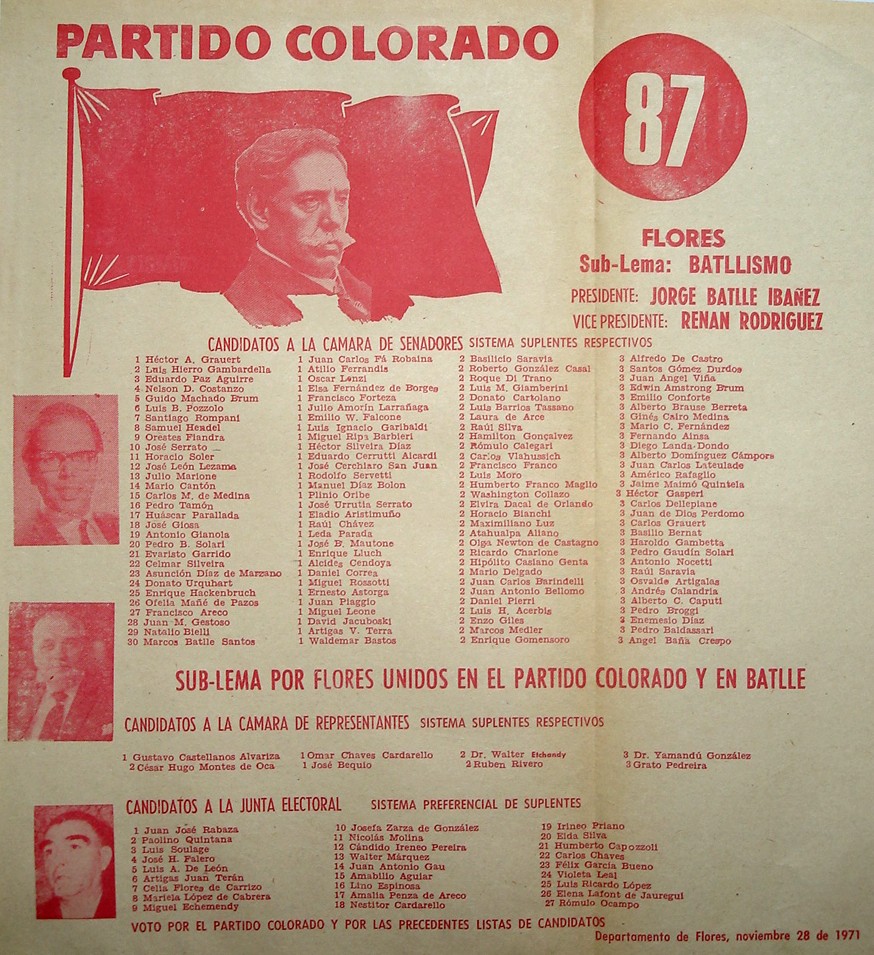 PARTIDO COLORADO
87
FLORES
Sub-Lema: BATLLISMO
PRESIDENTE: JORGE BATLLE IBAÑEZ
VICE PRESIDENTE: RENAN RODRIGUEZ
CANDIDATOS A LA CAMARA DE SENADORES SISTEMA SUPLENTES RESPECTIVOS
1 Héctor A. Grauert
2 Luis Hierro Gambardella
3 Eduardo Paz Aguirre
4 Nelson D. Costanzo
5 Guido Machado Brum
6 Luis B. Pozzolo
7 Santiago Rompani
8 Samuel Hendel
9 Orestes Fiandra
10 José Serrato
11 Horacio Soler
12 José León Lezama
13 Julio Marione
14 Mario Cantón
15 Carlos M. de Medina
16 Pedro Tamón
17 Huáscar Parallada
18 José Giosa
19 Antonio Gianola
20 Pedro B. Solari
21 Evaristo Garrido
22 Celmar Silveira
23 Asunción Díaz de Marzano
24 Donato Urquhart
25 Enrique Hackenbruch
26 Ofelia Mañé de Pazos
27 Francisco Areco
28 Juan M. Gestoso
29 Natalio Bielli
30 Marcos Batlle Santos
1 Juan Carlos Fá Robaina
1 Atilio Ferrandis
1 Oscar Lenzi
1 Elsa Fernández de Borges
1 Francisco Forteza
1 Julio Amorín Larrañaga
1 Emilio W. Falcone
1 Luis Ignacio Garibaldi
1 Miguel Ripa Barbieri
1 Héctor Silveira Díaz
1 Eduardo Cerrutti Aicardi
1 José Cerchiaro San Juan
1 Rodolfo Servetti
1 Manuel Díaz Bolon
1 Plinio Oribe
1 José Urrutia Serrato
1 Eladio Aristimuño
1 Raúl Chávez
1 Leda Parada
1 José B. Mautone
1 Enrique Lluch
1 Alcides Cendoya
1 Daniel Correa
1 Miguel Rossotti
1 Ernesto Astorga
1 Juan Piaggio
1 Miguel Leone
1 David Jacuboski
1 Artigas V. Terra
1 Waldemar Bastos
2 Basilicio Saravia
2 Roberto González Casal
2 Roque Di Trano
2 Luis M. Giamberini
2 Donato Cartolano
2 Luis Barrios Tassano
2 Laura de Arce
2 Raúl Silva
2 Hamilton Gonçalvez
2 Rómulo Calegari
2 Carlos Vlahussich
2 Francisco Franco
2 Luis Moro
2 Humberto Franco Maglio
2 Washington Collazo
2 Elvira Dacal de Orlando
2 Horacio Bianchi
2 Maximiliano Luz
2 Atahualpa Aliano
2 Olga Newton de Castagno
2 Ricardo Charlone
2 Hipólito Casiano Genta
2 Mario Delgado
2 Juan Carlos Barindelli
2 Juan Antonio Bellomo
2 Daniel Pierri
2 Luis H. Acerbis
2 Enzo Giles
2 Marcos Medler
2 Enrique Gomensoro
3 Alfredo De Castro
3 Santos Gómez Durdos
3 Juan Angel Viña
3 Edwin Amstrong Brum
3 Emilio Conforte
3 Alberto Brause Berreta
3 Ginés Cairo Medina
3 Mario C. Fernández
3 Fernando Ainsa
3 Diego Landa-Dondo
3 Alberto Domínguez Cámpora
3 Juan Carlos Lateulade
3 Américo Rafaglio
3 Jaime Maimó Quintela
3 Héctor Gasperi
3 Carlos Dellepiane
3 Juan de Dios Perdomo
3 Carlos Grauert
3 Basilio Bernat
3 Haroldo Gambetta
3 Pedro Gaudín Solari
3 Antonio Nocetti
3 Raúl Saravia
3 Osvalde Artigalas
3 Andrés Calandria
3 Alberto C. Caputi
3 Pedro Broggi
3 Enemesio Díaz
3 Pedro Baldassari
3 Angel Bañа Crespo
SUB-LEMA POR FLORES UNIDOS EN EL PARTIDO COLORADO Y EN BATLLE
CANDIDATOS A LA CAMARA DE REPRESENTANTES SISTEMA SUPLENTES RESPECTIVOS
1 Gustavo Castellanos Alvariza 1 Omar Chaves Cardarello 2 Dr. Walter Etchandy 3 Dr. Yamandú González
2 César Hugo Montes de Oca 1 José Bequio 2 Ruben Rivero 3 Grato Pedreira
CANDIDATOS A LA JUNTA ELECTORAL SISTEMA PREFERENCIAL DE SUPLENTES
1 Juan José Rabaza
2 Paolino Quintana
3 Luis Soulage
4 José H. Falero
5 Luis A. De León
6 Artigas Juan Terán
7 Celia Flores de Carrizo
8 Mariela López de Cabrera
9 Miguel Echemendy
10 Josefa Zarza de González
11 Nicolás Molina
12 Cándido Ireneo Pereira
13 Walter Márquez
14 Juan Antonio Gau
15 Amabilio Aguiar
16 Lino Espinosa
17 Amalia Penza de Areco
18 Nestitor Cardarello
19 Irineo Priano
20 Elda Silva
21 Humberto Capozzoli
22 Carlos Chaves
23 Félix García Bueno
24 Violeta Leal
25 Luis Ricardo López
26 Elena Lafont de Jauregui
27 Rómulo Ocampo
VOTO POR EL PARTIDO COLORADO Y POR LAS PRECEDENTES LISTAS DE CANDIDATOS
Departamento de Flores, noviembre 28 de 1971